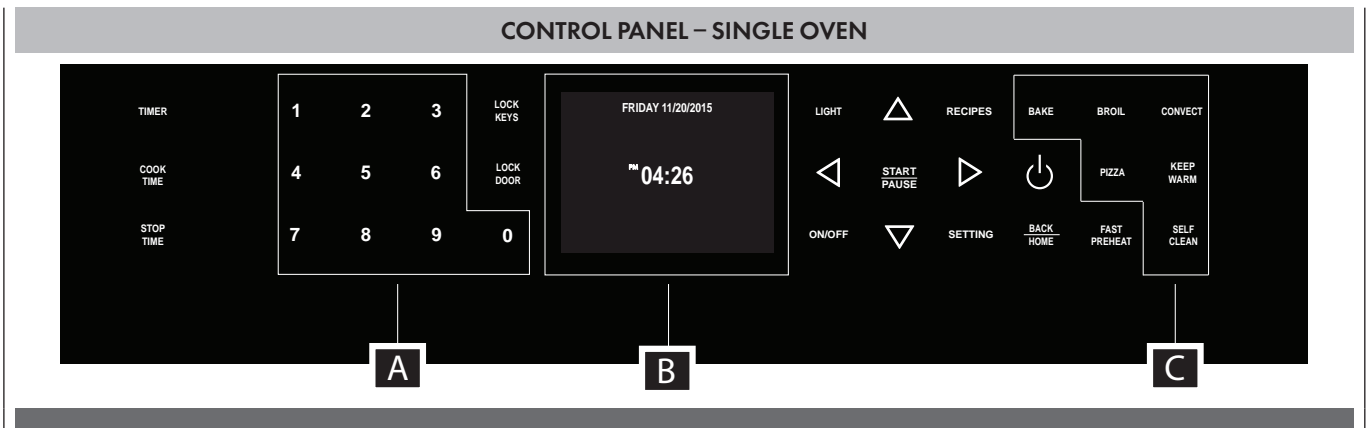 CONTROL PANEL – SINGLE OVEN
TIMER
COOK
TIME
STOP
TIME
1 2 3
4 5 6
7 8 9 0
LOCK
KEYS
LOCK
DOOR
FRIDAY 11/20/2015
PM 04:26
LIGHT
RECIPES
START
PAUSE
ON/OFF
SETTING
BAKE
BROIL
CONVECT
PIZZA
KEEP
WARM
BACK
HOME
FAST
PREHEAT
SELF
CLEAN
A
B
C